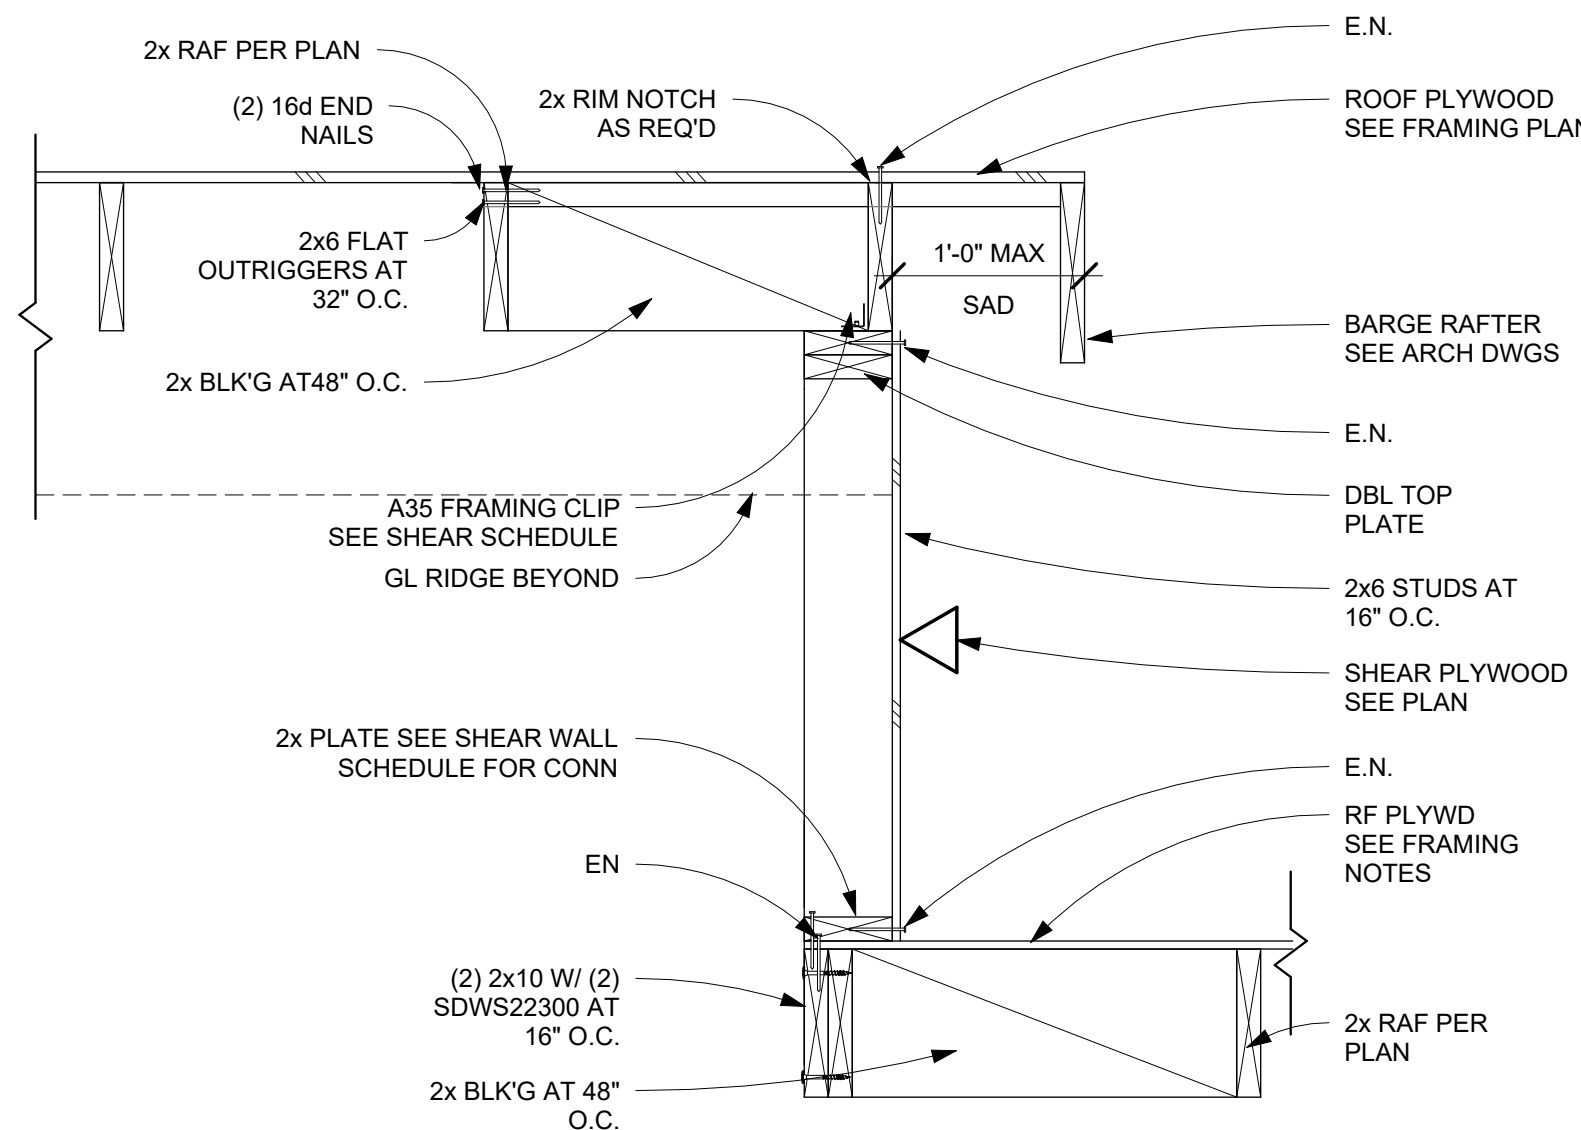 2x RAF PER PLAN
(2) 16d END
NAILS
2x RIM NOTCH
AS REQ'D
E.N.
ROOF PLYWOOD
SEE FRAMING PLAN
2x6 FLAT
OUTRIGGERS AT
32" O.C.
1'-0" MAX
SAD
BARGE RAFTER
SEE ARCH DWGS
2x BLK'G AT48" O.C.
E.N.
DBL TOP
PLATE
A35 FRAMING CLIP
SEE SHEAR SCHEDULE
GL RIDGE BEYOND
2x6 STUDS AT
16" O.C.
SHEAR PLYWOOD
SEE PLAN
2x PLATE SEE SHEAR WALL
SCHEDULE FOR CONN
E.N.
RF PLYWD
SEE FRAMING
NOTES
EN
(2) 2x10 W/ (2)
SDWS22300 AT
16" O.C.
2x RAF PER
PLAN
2x BLK'G AT 48"
O.C.